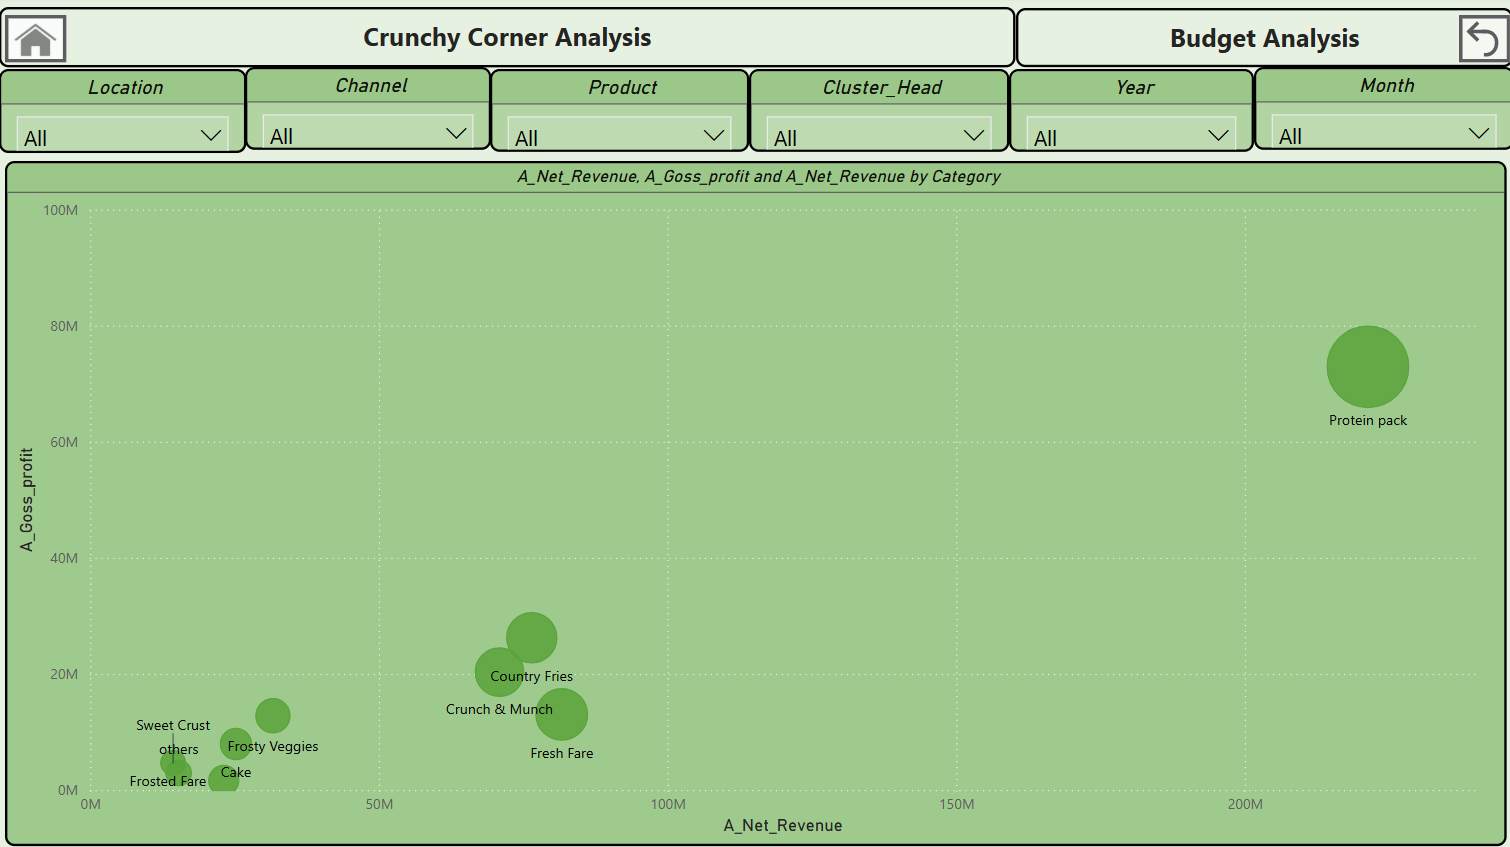 Crunchy Corner Analysis
Budget Analysis
Location
Channel
Product
Cluster_Head
Year
Month
All
All
All
All
All
All
A_Net_Revenue, A_Goss_profit and A_Net_Revenue by Category
100M
80M
60M
40M
20M
0M
A_Goss_profit
Protein pack
Country Fries
Crunch & Munch
Fresh Fare
Sweet Crust
others
Frosty Veggies
Frosted Fare
Cake
0M
50M
100M
150M
200M
A_Net_Revenue